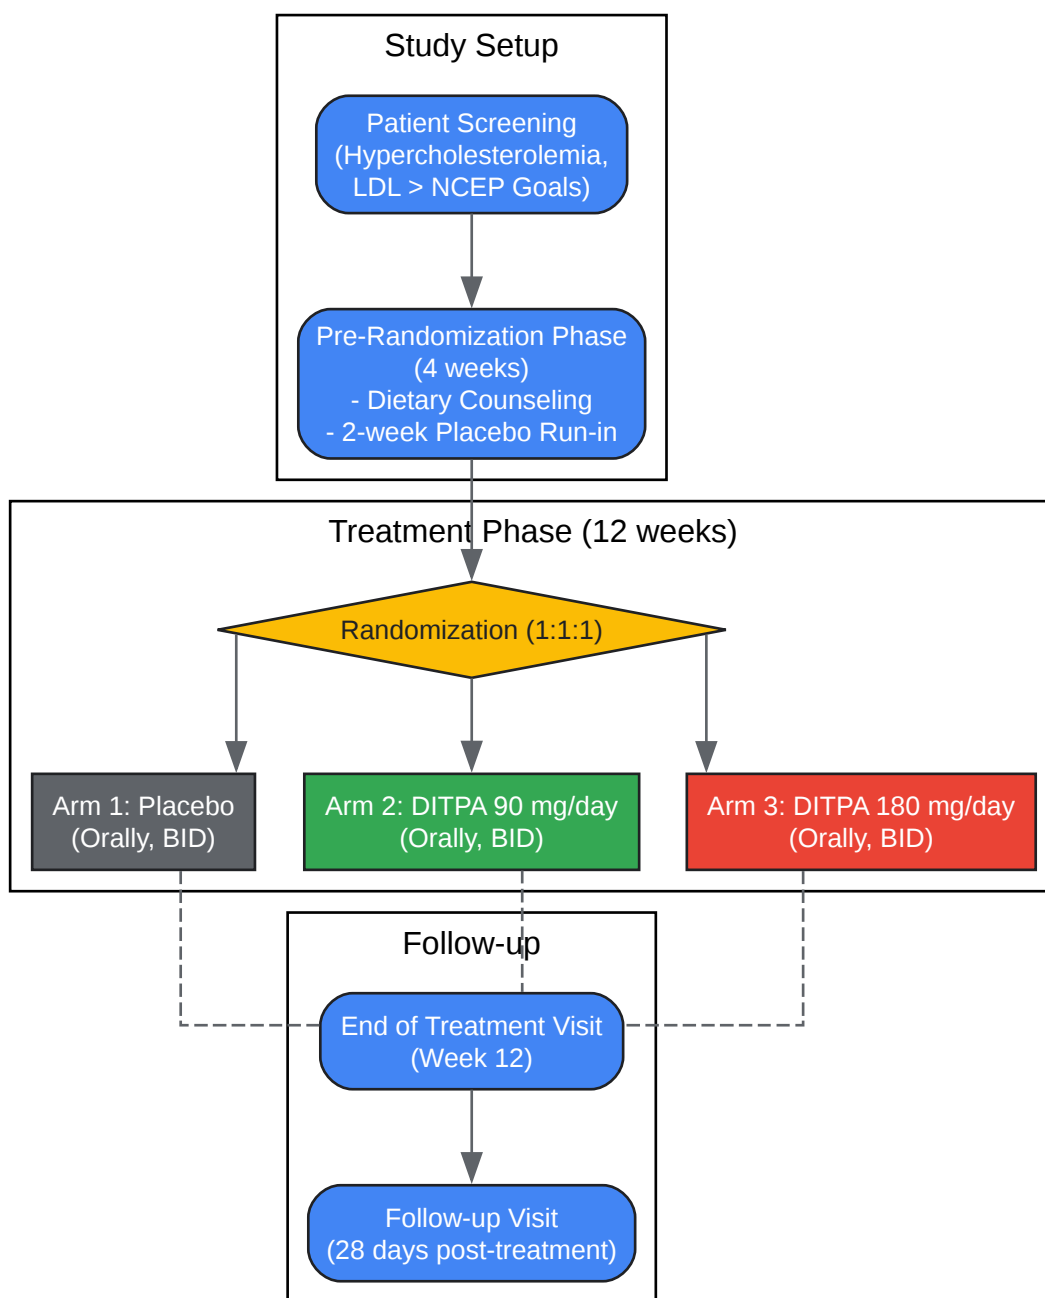 Study Setup
Patient Screening
(Hypercholesterolemia,
LDL > NCEP Goals)
Pre-Randomization Phase
(4 weeks)
- Dietary Counseling
- 2-week Placebo Run-in
Treatment Phase (12 weeks)
Randomization (1:1:1)
Arm 1: Placebo
(Orally, BID)
Arm 2: DITPA 90 mg/day
(Orally, BID)
Arm 3: DITPA 180 mg/day
(Orally, BID)
Follow-up
End of Treatment Visit
(Week 12)
Follow-up Visit
(28 days post-treatment)